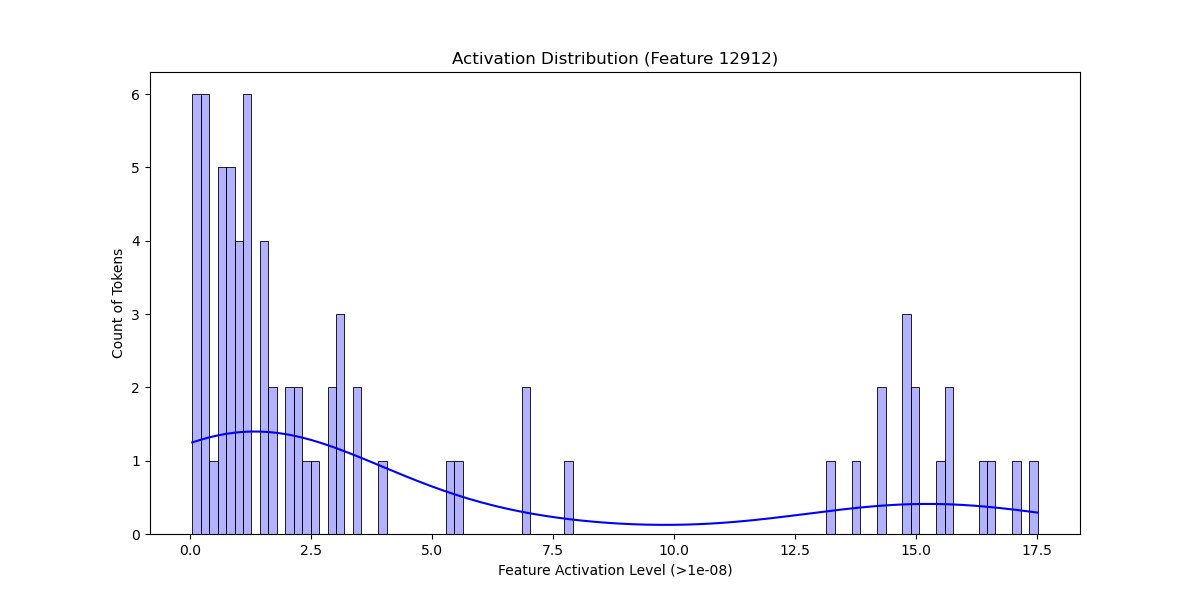 Activation Distribution (Feature 12912)
6
5
4
3
2
1
0
Count of Tokens
0.0 2.5 5.0 7.5 10.0 12.5 15.0 17.5
Feature Activation Level (>1e-08)